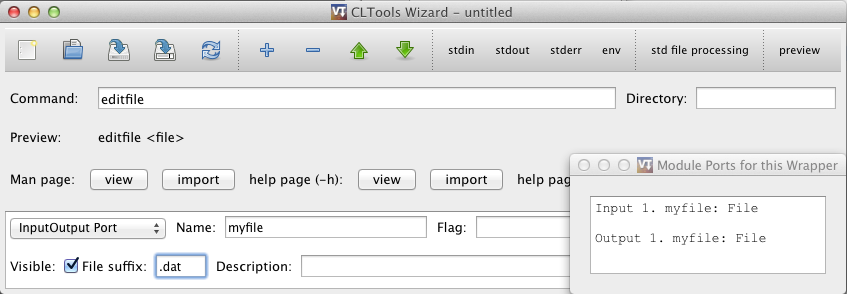 VT CLTools Wizard – untitled
stdin stdout stderr env std file processing preview
Command: editfile Directory:
Preview: editfile <file>
Man page: view import help page (-h): view import help pag
VT Module Ports for this Wrapper
Input 1. myfile: File
Output 1. myfile: File
InputOutput Port Name: myfile Flag:
Visible: File suffix: .dat Description: